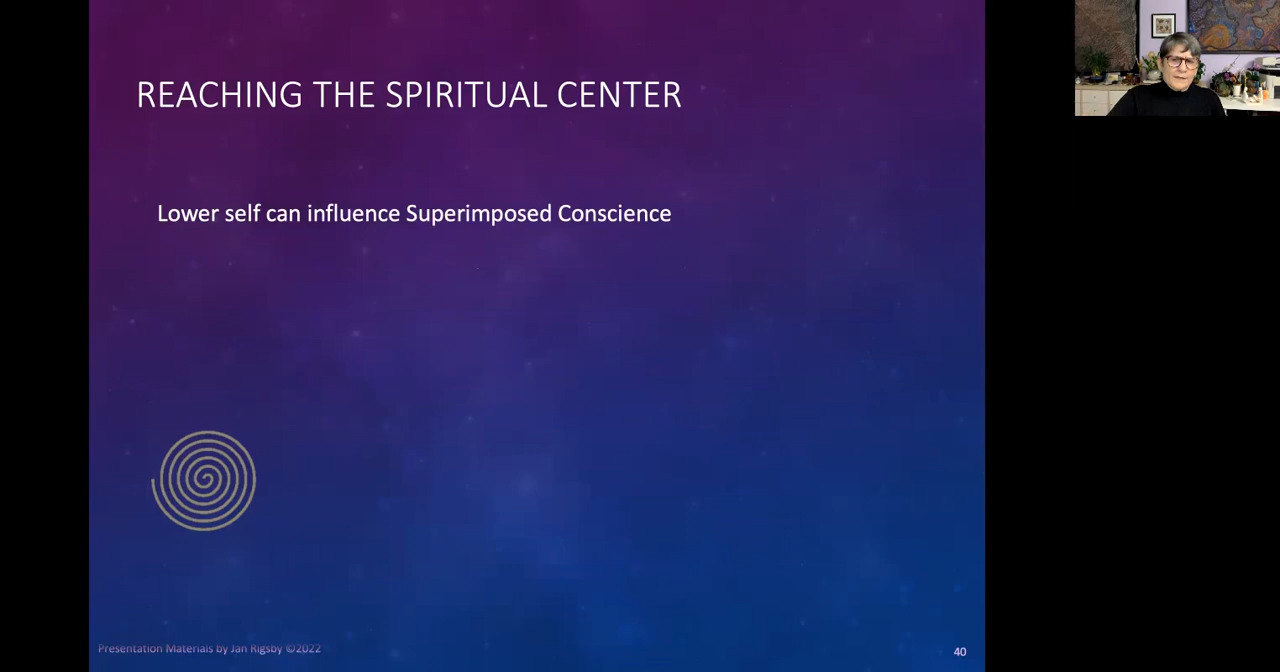 REACHING THE SPIRITUAL CENTER
Lower self can influence Superimposed Conscience
Presentation Materials by Jan Rigsby ©2022
40